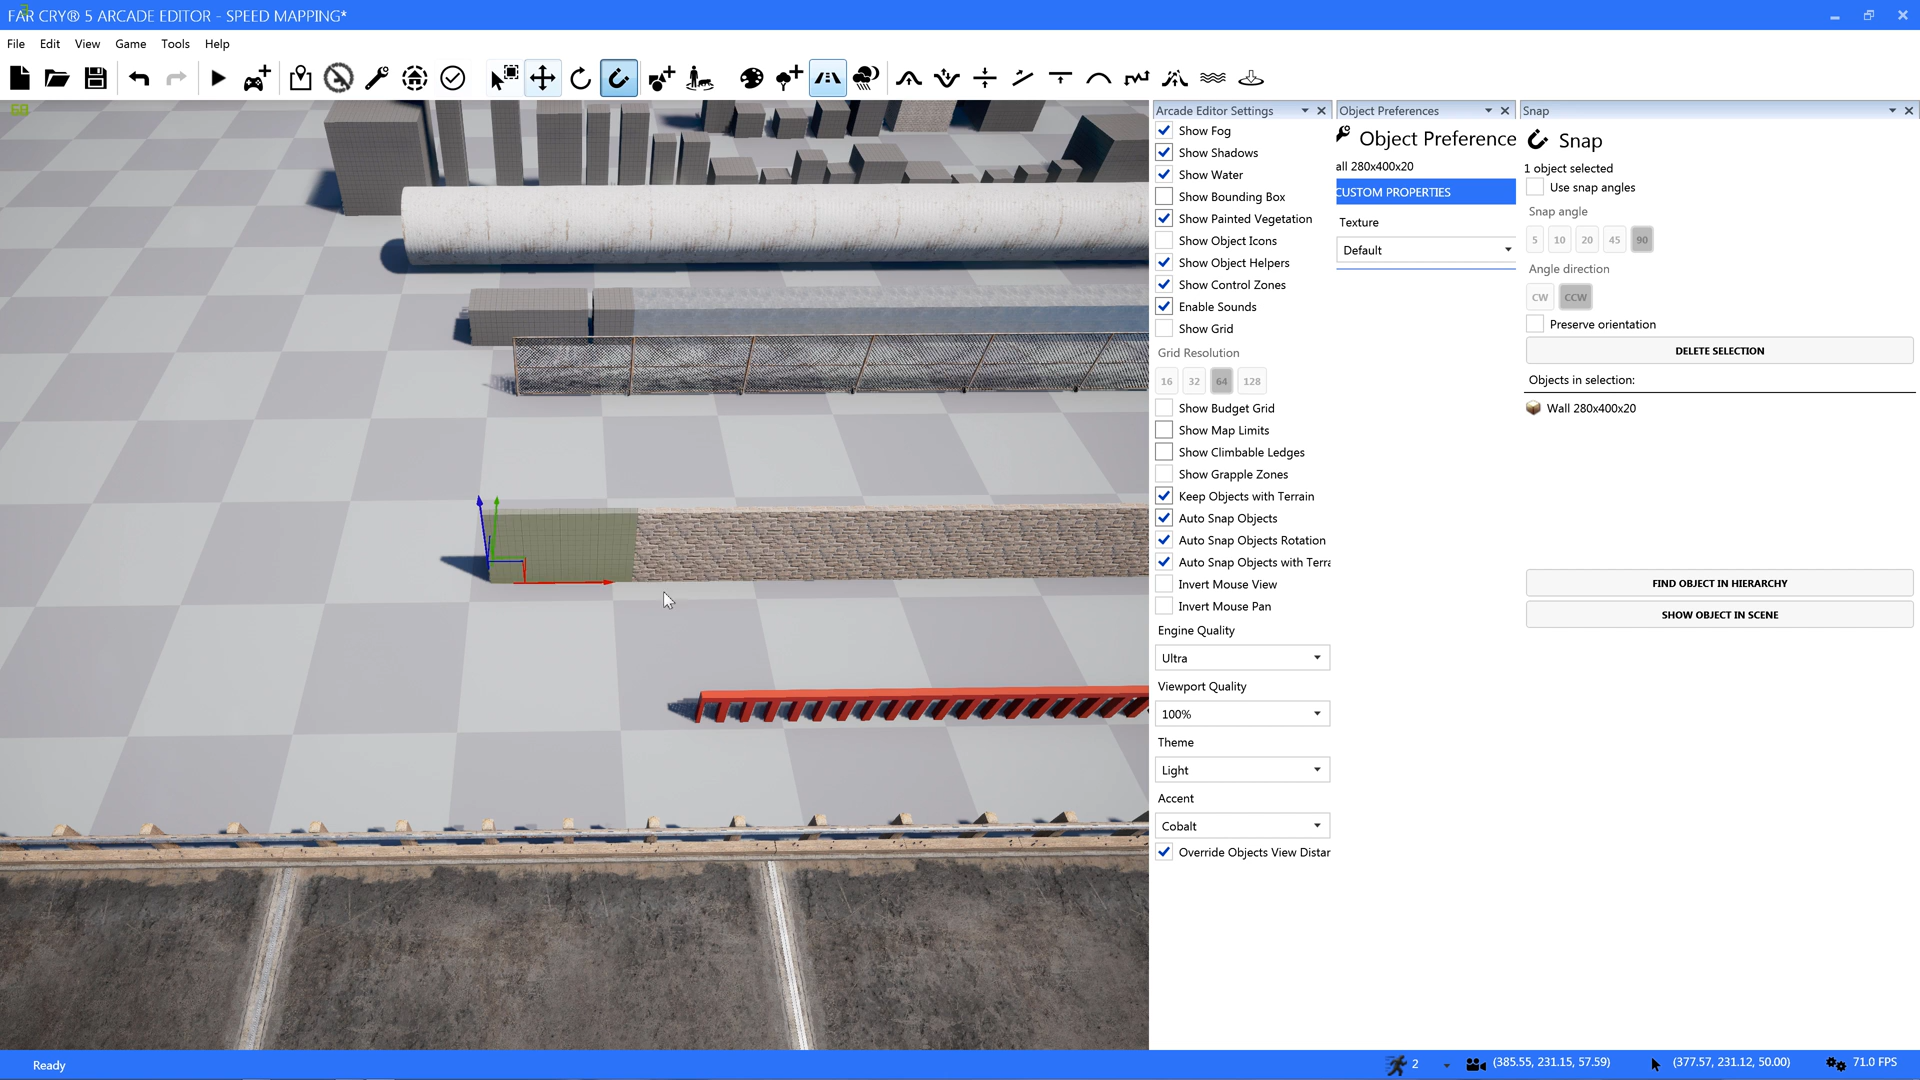 FAR CRY® 5 ARCADE EDITOR - SPEED MAPPING*
File Edit View Game Tools Help
60
Arcade Editor Settings
Show Fog
Show Shadows
Show Water
Show Bounding Box
Show Painted Vegetation
Show Object Icons
Show Object Helpers
Show Control Zones
Enable Sounds
Show Grid
Grid Resolution
16 32 64 128
Show Budget Grid
Show Map Limits
Show Climbable Ledges
Show Grapple Zones
Keep Objects with Terrain
Auto Snap Objects
Auto Snap Objects Rotation
Auto Snap Objects with Terra
Invert Mouse View
Invert Mouse Pan
Engine Quality
Ultra
Viewport Quality
100%
Theme
Light
Accent
Cobalt
Override Objects View Distar
Object Preferences
Object Preference
all 280x400x20
CUSTOM PROPERTIES
Texture
Default
Snap
Snap
1 object selected
Use snap angles
Snap angle
5 10 20 45 90
Angle direction
CW CCW
Preserve orientation
DELETE SELECTION
Objects in selection:
Wall 280x400x20
FIND OBJECT IN HIERARCHY
SHOW OBJECT IN SCENE
Ready
2 (385.55, 231.15, 57.59) (377.57, 231.12, 50.00) 71.0 FPS